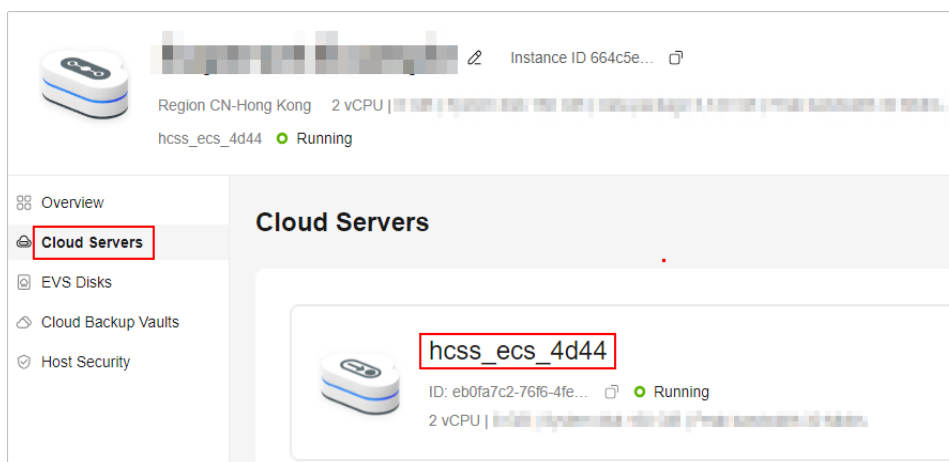 Instance ID 664c5e...
Region CN-Hong Kong 2 vCPU |
hcss_ecs_4d44 Running
Overview
Cloud Servers
EVS Disks
Cloud Backup Vaults
Host Security
Cloud Servers
hcss_ecs_4d44
ID: eb0fa7c2-76f6-4fe... Running
2 vCPU |